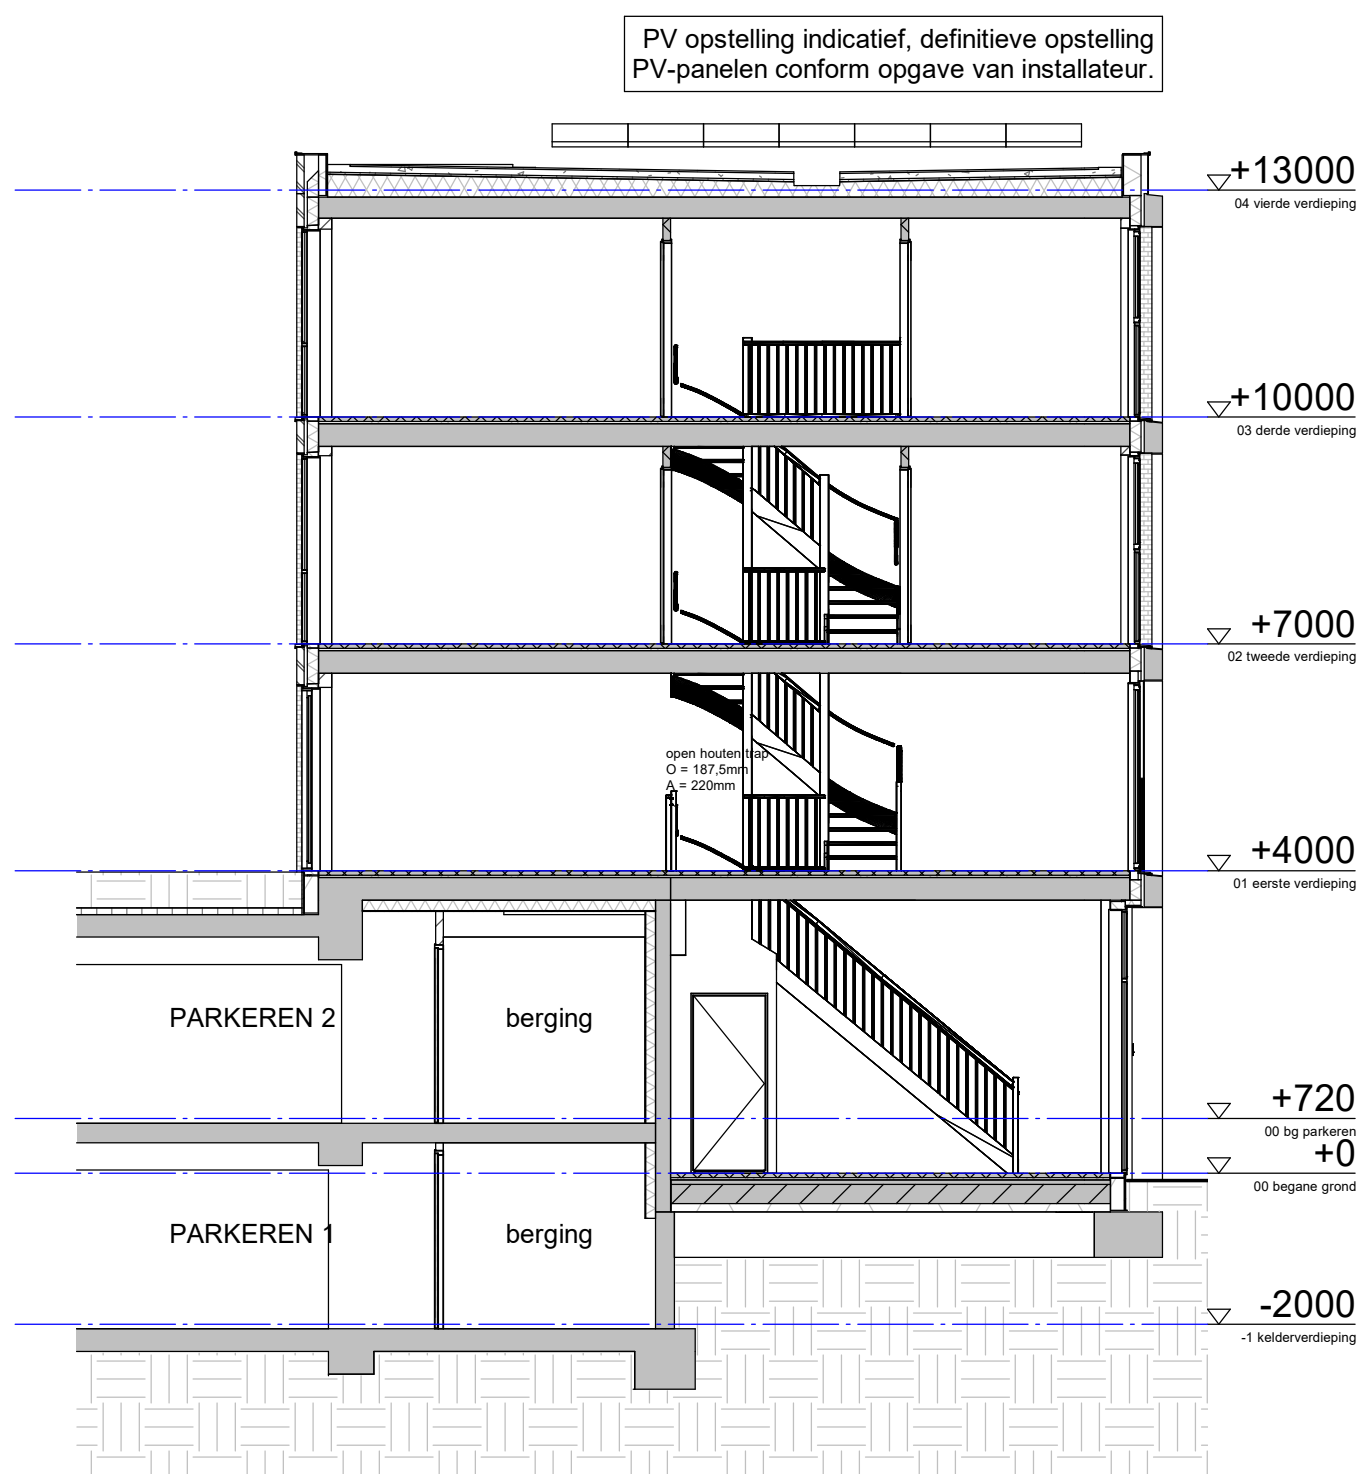 PV opstelling indicatief, definitieve opstelling
PV-panelen conform opgave van installateur.
+13000
04 vierde verdieping
+10000
03 derde verdieping
+7000
02 tweede verdieping
open houten trap
O = 187,5mm
A = 220mm
+4000
01 eerste verdieping
PARKEREN 2
berging
+720
00 bg parkeren
+0
00 begane grond
PARKEREN 1
berging
-2000
-1 kelderverdieping